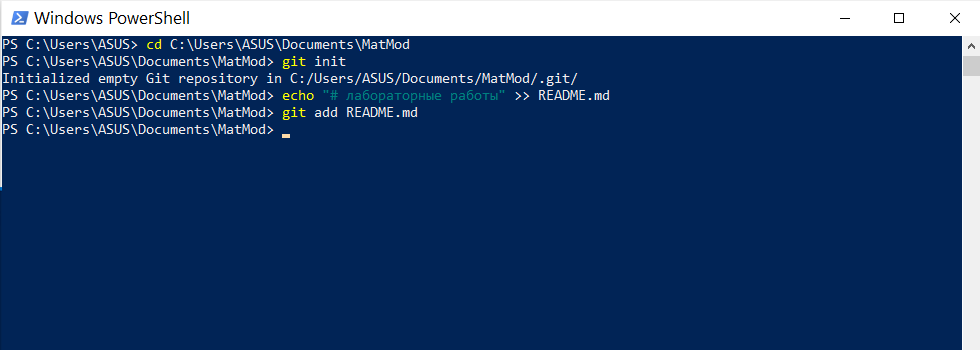 Windows PowerShell
PS C:\Users\ASUS> cd C:\Users\ASUS\Documents\MatMod
PS C:\Users\ASUS\Documents\MatMod> git init
Initialized empty Git repository in C:/Users/ASUS/Documents/MatMod/.git/
PS C:\Users\ASUS\Documents\MatMod> echo "# лабораторные работы" >> README.md
PS C:\Users\ASUS\Documents\MatMod> git add README.md
PS C:\Users\ASUS\Documents\MatMod>